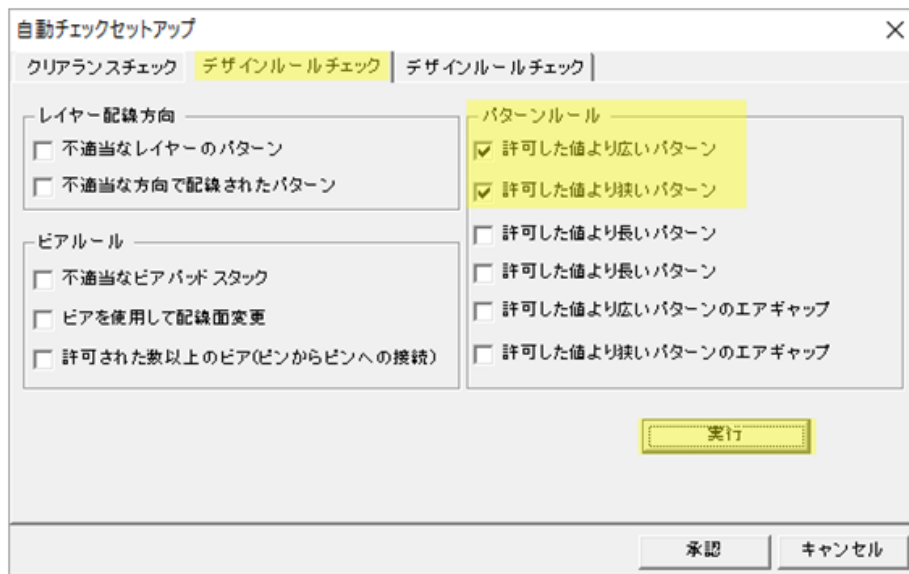 自動チェックセットアップ
クリアランスチェック デザインルールチェック デザインルールチェック
レイヤー配線方向
不適当なレイヤーのパターン
不適当な方向で配線されたパターン
ビアルール
不適当なビアパッドスタック
ビアを使用して配線面変更
許可された数以上のビア(ピンからピンへの接続)
パターンルール
許可した値より広いパターン
許可した値より狭いパターン
許可した値より長いパターン
許可した値より長いパターン
許可した値より広いパターンのエアギャップ
許可した値より狭いパターンのエアギャップ
実行
承認 キャンセル